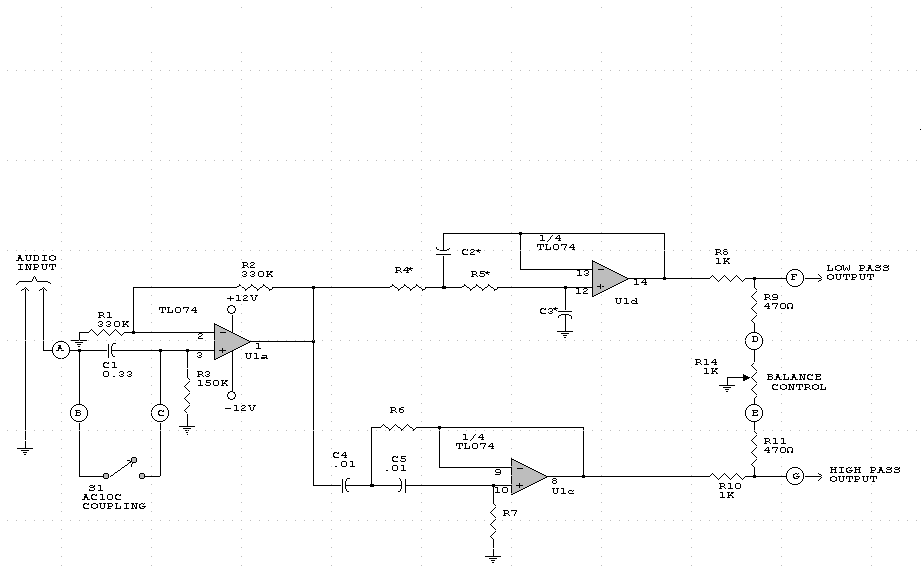 1/4
TL074
C2*
13
12
14
U1d
R8
1K
F
LOW PASS
OUTPUT
AUDIO
INPUT
R2
330K
R4*
R5*
C3*
R9
470Ω
+12V
TL074
R1
330K
2
3
1
U1a
A
C1
0.33
R3
150K
-12V
B
C
S1
AC10C
COUPLING
D
R14
1K
BALANCE
CONTROL
E
R6
1/4
TL074
C4
.01
C5
.01
9
10
8
U1c
R7
R11
470Ω
R10
1K
G
HIGH PASS
OUTPUT